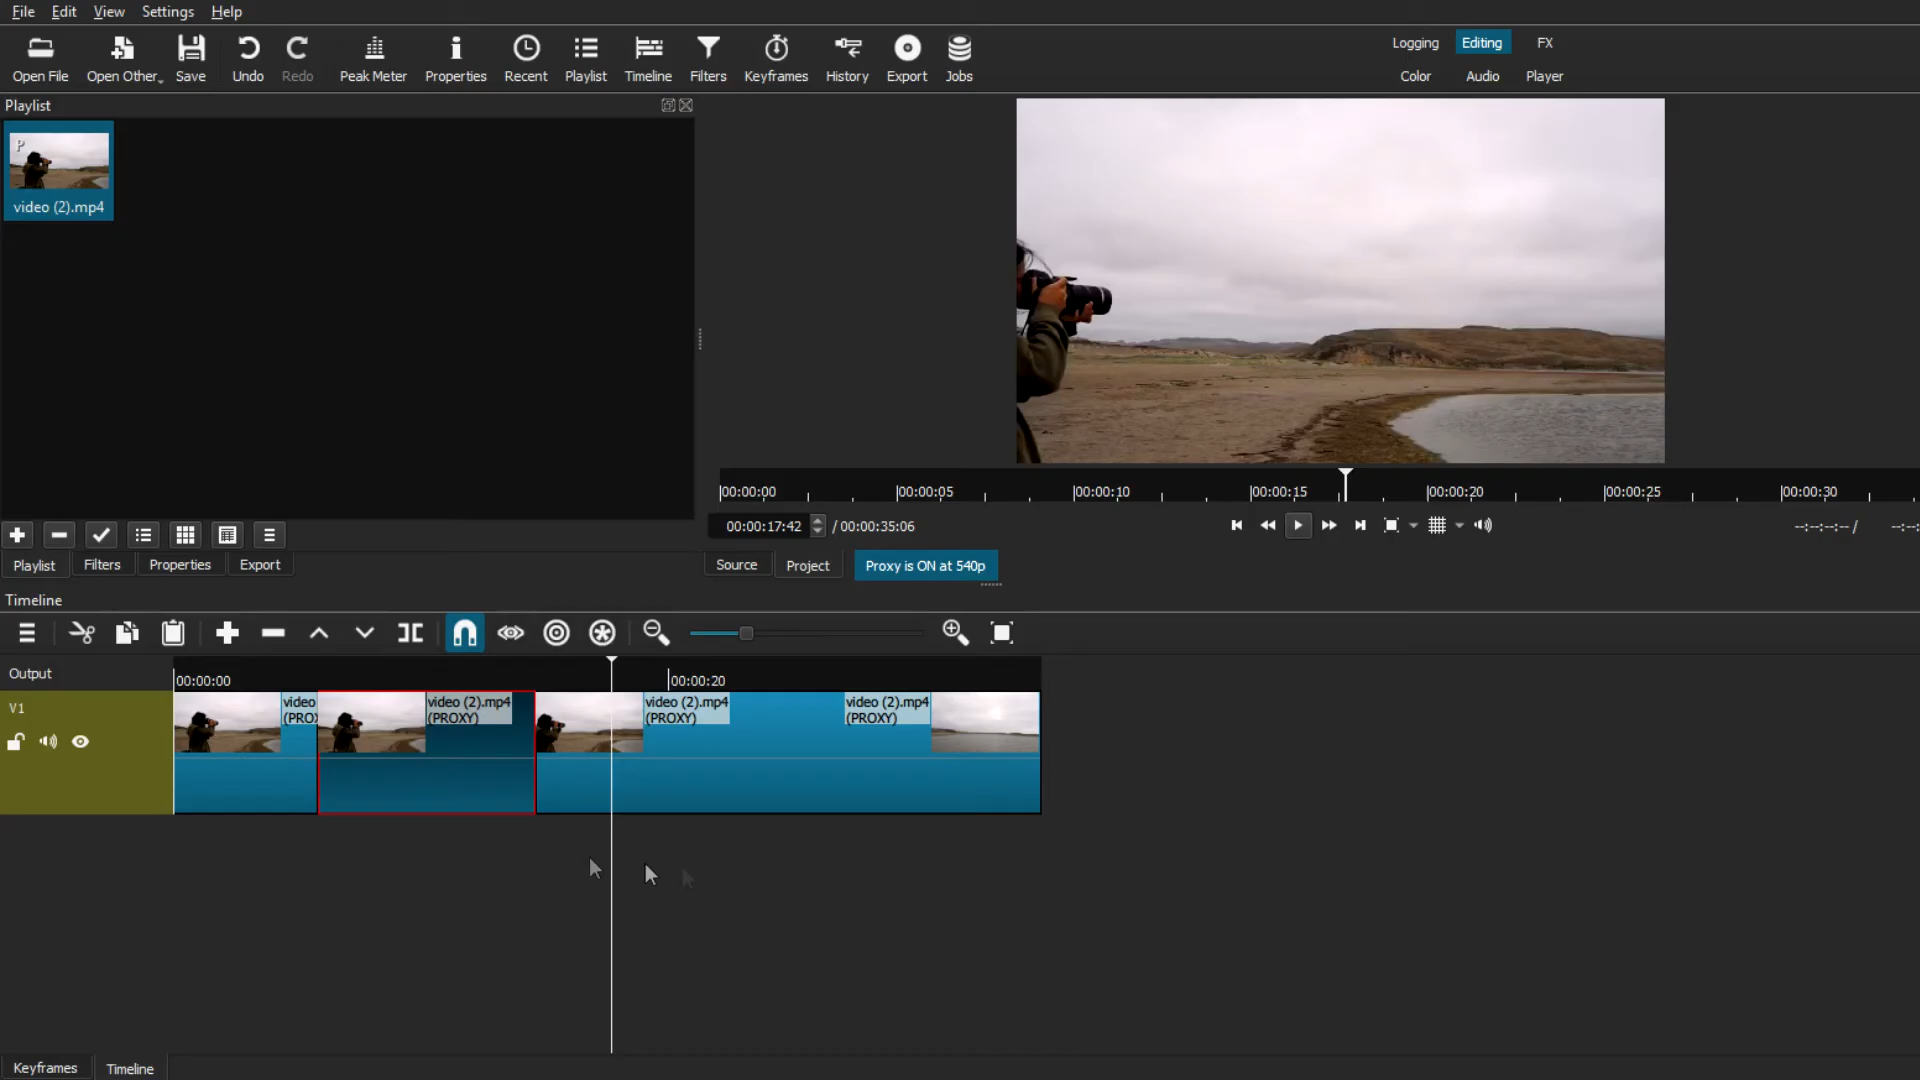 File Edit View Settings Help
Open File Open Other Save Undo Redo Peak Meter Properties Recent Playlist Timeline Filters Keyframes History Export Jobs
Logging Editing FX
Color Audio Player
Playlist
P
video (2).mp4
00:00:00 00:00:05 00:00:10 00:00:15 00:00:20 00:00:25 00:00:30
00:00:17:42 / 00:00:35:06
--:--:--:-- / --:--:
Playlist Filters Properties Export
Source Project Proxy is ON at 540p
Timeline
Output
00:00:00 00:00:20
V1
video
(PROX
video (2).mp4
(PROXY)
video (2).mp4
(PROXY)
video (2).mp4
(PROXY)
Keyframes Timeline